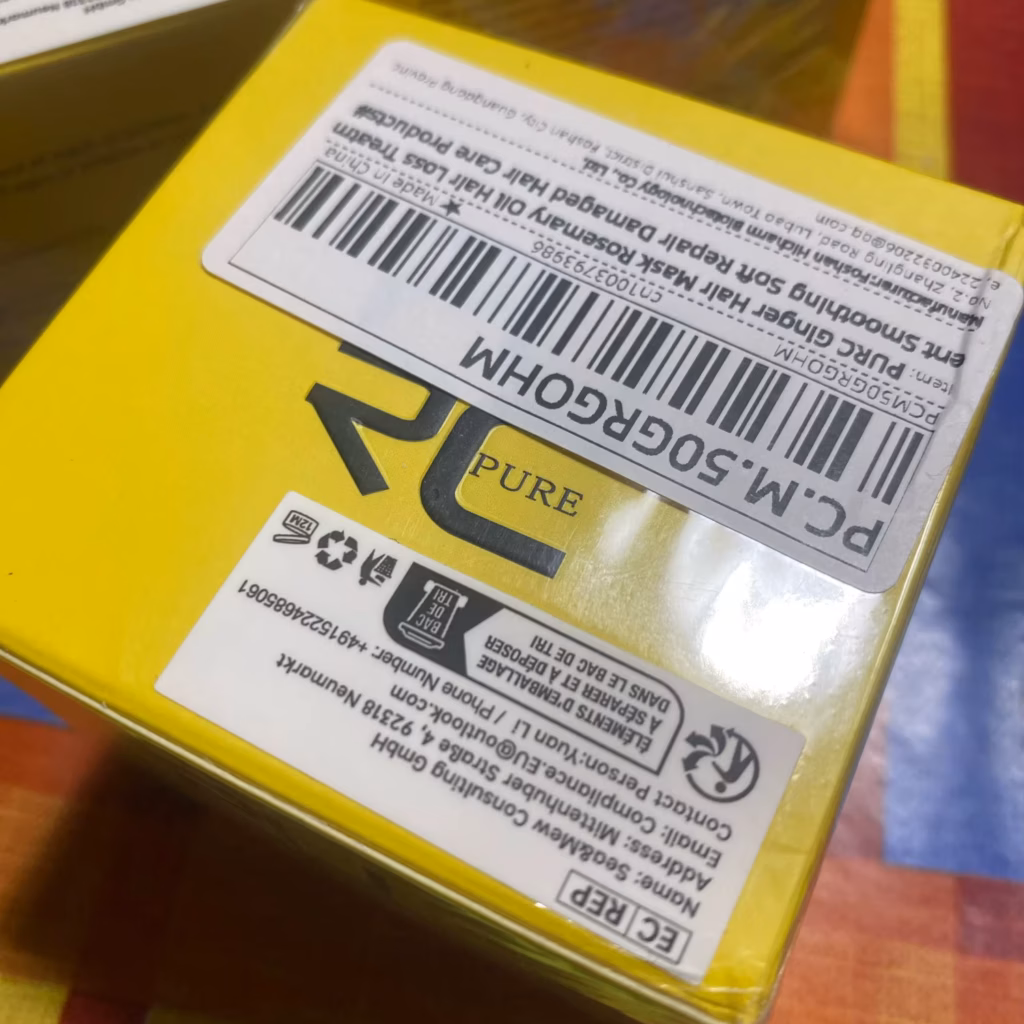 PC.M.50GRGOHM
cn1003793986
PCM50GRGOHM
★Made in China
Item: PURC Ginger Hair Mask Rosemary Oil Hair Loss Treatm
ent Smoothing Soft Repair Damaged Hair Care Products#
Manufacturer:Foshan Hicharm Biotechnology Co., Ltd.
No.2, Zhangling Road, Lubao Town, Sanshui District, Foshan City, Guangdong Provinc
e, 2240032206@qq.com
RC
PURE
EC REP
Name: Sea&Mew Consulting GmbH
Address: Mittenhuber Straße 4, 92318 Neumarkt
Email: Compliance.EU@outlook.com
Contact Person:Yuan Li / Phone Number: +4915224685061
ÉLÉMENTS D'EMBALLAGE
À SÉPARER ET À DÉPOSER
DANS LE BAC DE TRI
BAC
DE
TRI
12M